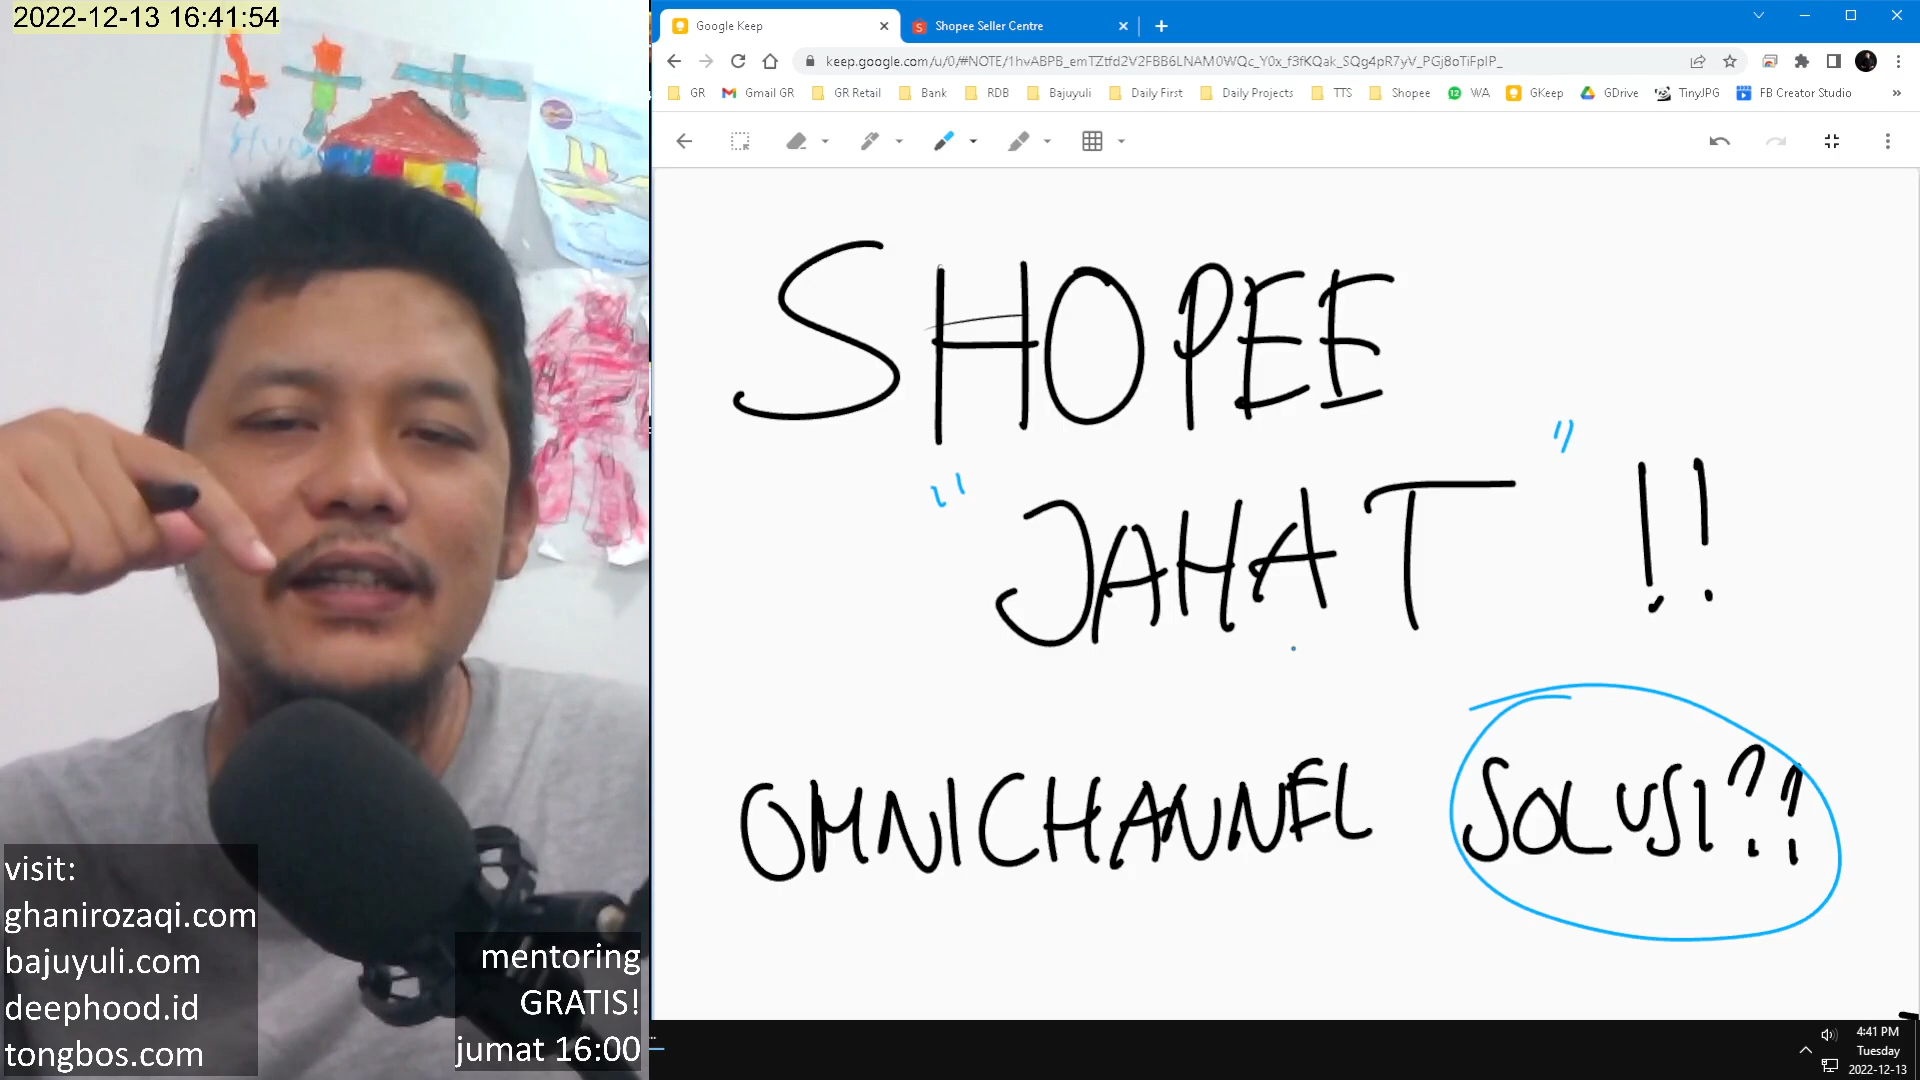 2022-12-13 16:41:54
Google Keep
Shopee Seller Centre
keep.google.com/u/0/#NOTE/1hvABPB_emTZtfd2V2FBB6LNAM0WQc_Y0x_f3fKQak_SQg4pR7yV_PGj8oTiFpIP_
GR
Gmail GR
GR Retail
Bank
RDB
Bajuyuli
Daily First
Daily Projects
TTS
Shopee
12
WA
GKeep
GDrive
TinyJPG
FB Creator Studio
»
SHOPEE
"JAHAT" !!
OMNICHANNEL SOLUSI?!
visit:
ghanirozaqi.com
bajuyuli.com
deephood.id
tongbos.com
mentoring
GRATIS!
jumat 16:00
4:41 PM
Tuesday
2022-12-13